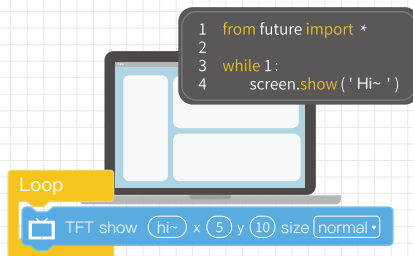 1 from future import *
2
3 while 1:
4 screen.show('Hi~')
Loop
TFT show hi~ x 5 y 10 size normal